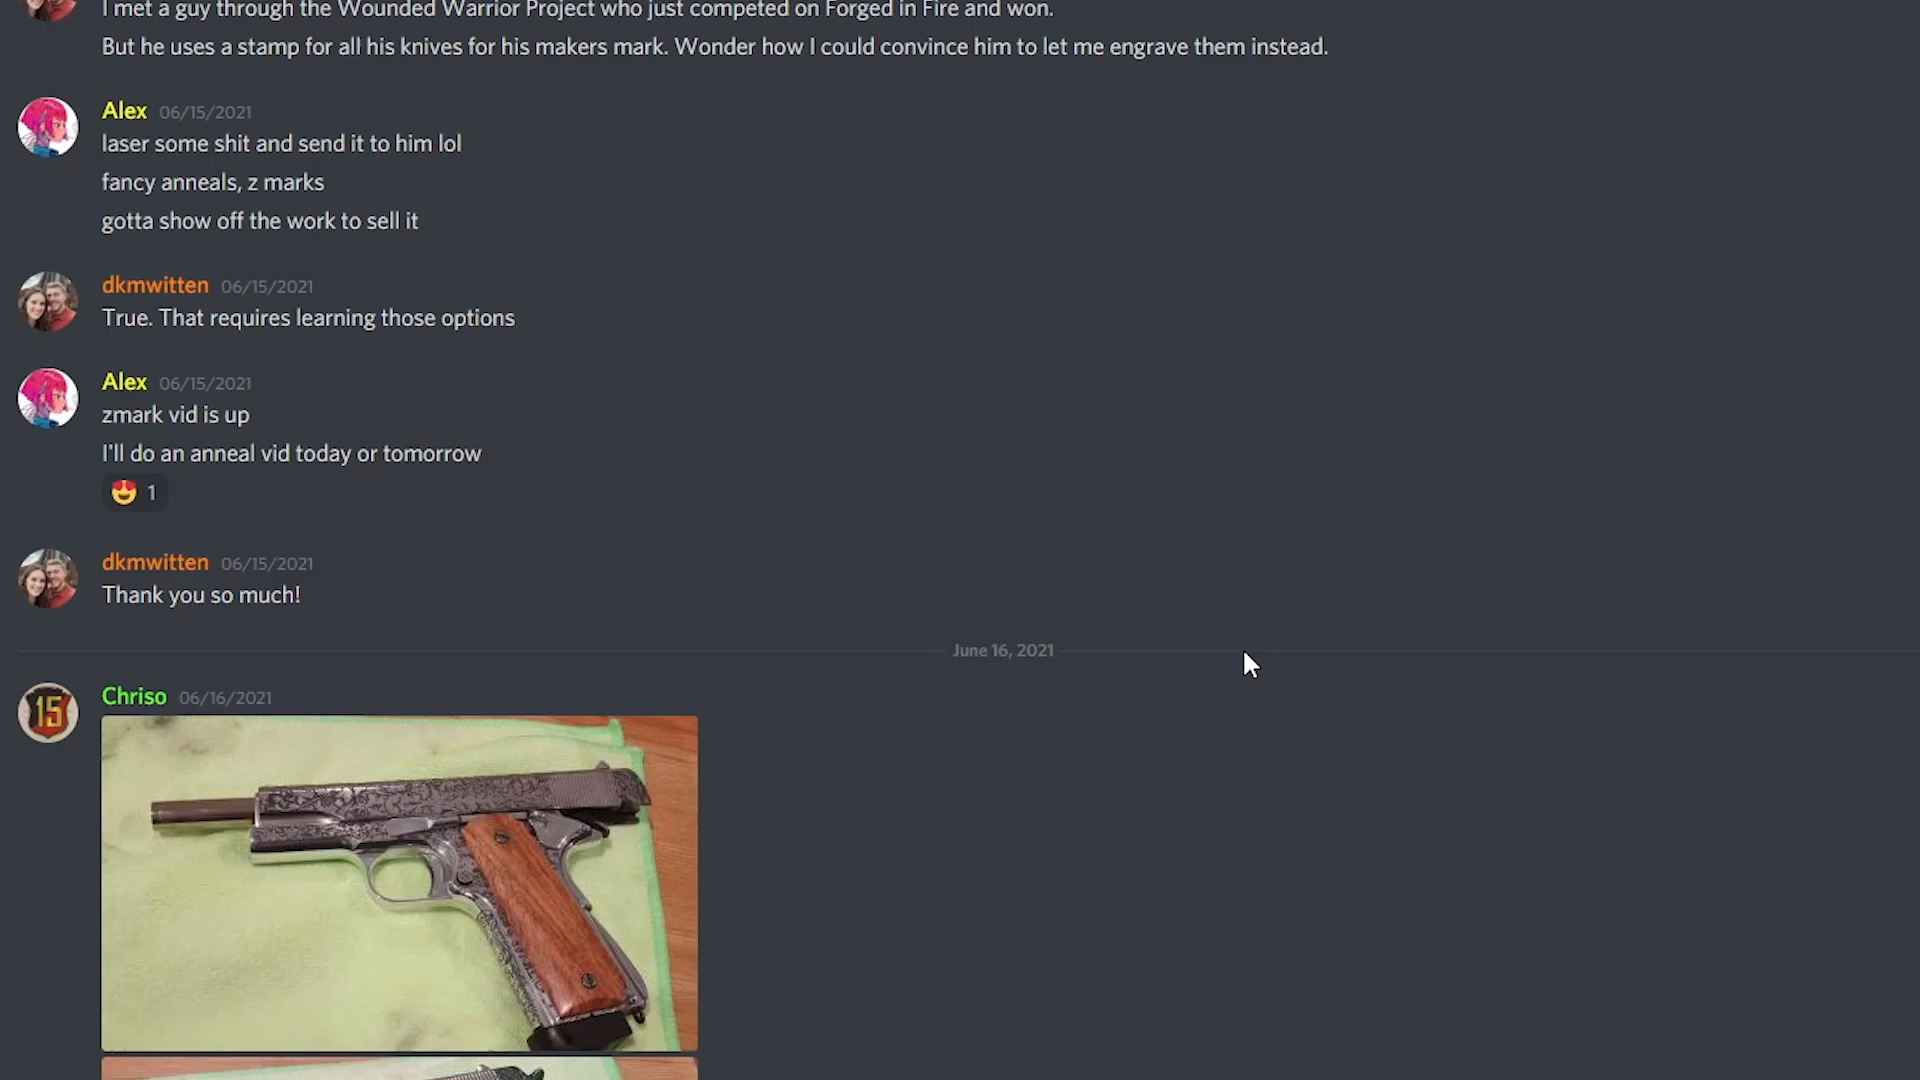 I met a guy through the Wounded Warrior Project who just competed on Forged in Fire and won.
But he uses a stamp for all his knives for his makers mark. Wonder how I could convince him to let me engrave them instead.
Alex 06/15/2021
laser some shit and send it to him lol
fancy anneals, z marks
gotta show off the work to sell it
dkmwitten 06/15/2021
True. That requires learning those options
Alex 06/15/2021
zmark vid is up
I'll do an anneal vid today or tomorrow
1
dkmwitten 06/15/2021
Thank you so much!
June 16, 2021
15
Chriso 06/16/2021